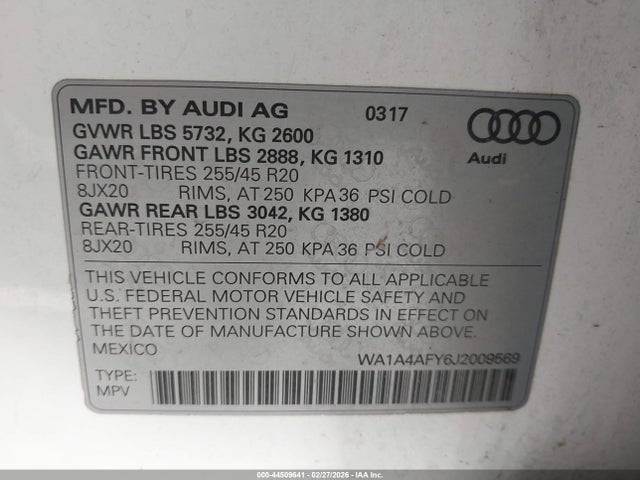 MFD. BY AUDI AG 0317
GVWR LBS 5732, KG 2600
GAWR FRONT LBS 2888, KG 1310
FRONT-TIRES 255/45 R20
8JX20 RIMS, AT 250 KPA 36 PSI COLD
GAWR REAR LBS 3042, KG 1380
REAR-TIRES 255/45 R20
8JX20 RIMS, AT 250 KPA 36 PSI COLD
Audi
THIS VEHICLE CONFORMS TO ALL APPLICABLE
U.S. FEDERAL MOTOR VEHICLE SAFETY AND
THEFT PREVENTION STANDARDS IN EFFECT ON
THE DATE OF MANUFACTURE SHOWN ABOVE.
MEXICO
WA1A4AFY6J2009569
TYPE:
MPV
000-44509641 - 02/27/2026 - IAA Inc.